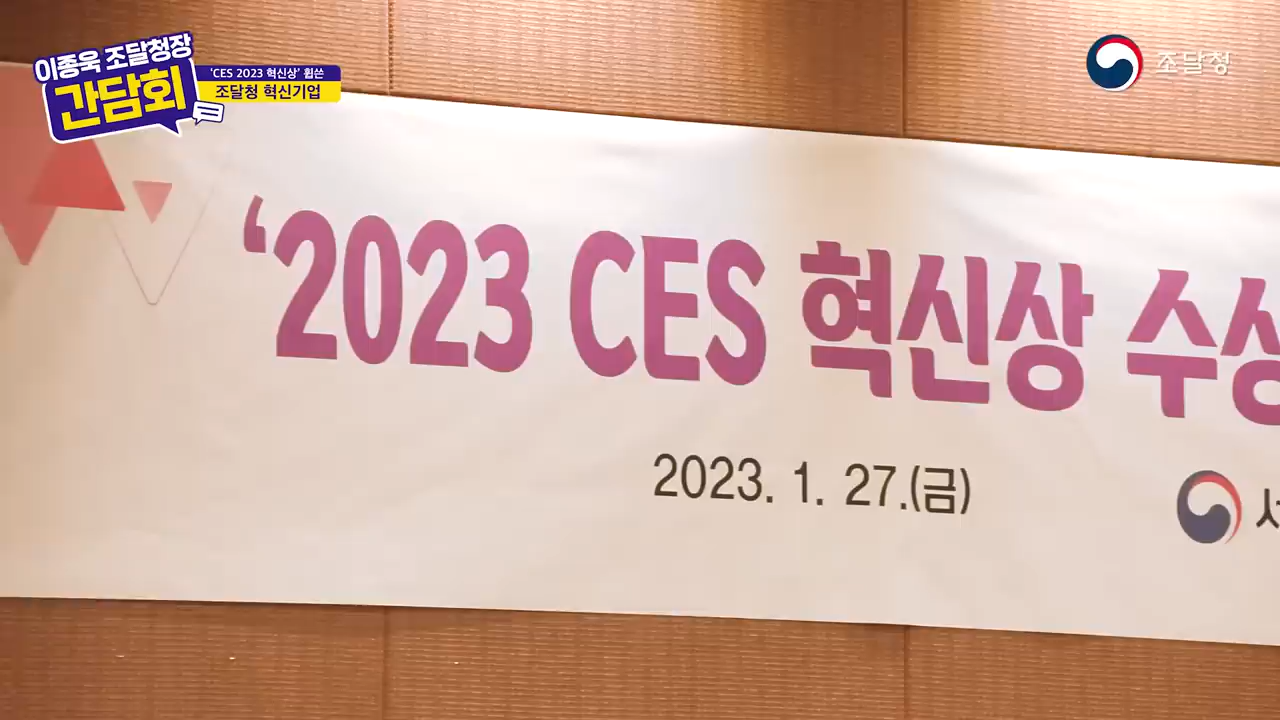 이종욱 조달청장
간담회
'CES 2023 혁신상' 휩쓴
조달청 혁신기업
조달청
‘2023 CES 혁신상 수상
2023. 1. 27.(금)